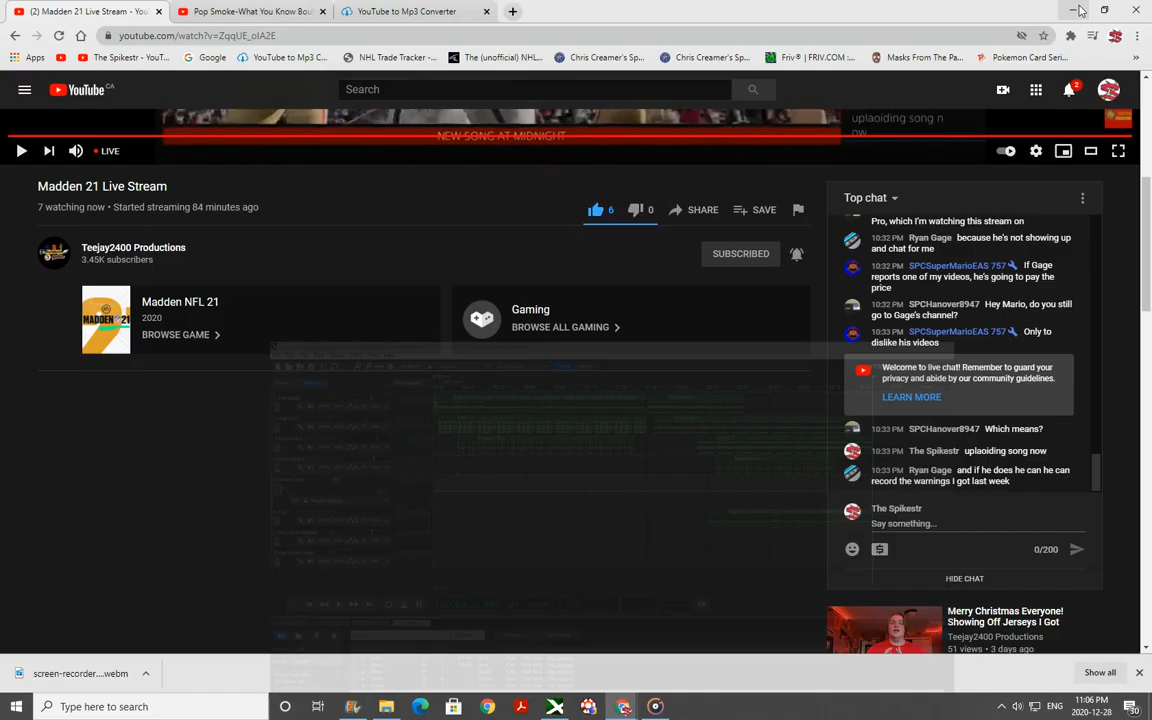 (2) Madden 21 Live Stream - You
Pop Smoke-What You Know Bou
YouTube to Mp3 Converter
youtube.com/watch?v=ZqqUE_oIA2E
Apps
The Spikestr - YouT...
Google
YouTube to Mp3 C...
NHL Trade Tracker -...
The (unofficial) NHL...
Chris Creamer's Sp...
Chris Creamer's Sp...
Friv® | FRIV.COM :...
Masks From The Pa...
Pokemon Card Seri...
YouTube CA
Search
2
NEW SONG AT MIDNIGHT
uplaoiding song n
ow
LIVE
Madden 21 Live Stream
7 watching now • Started streaming 84 minutes ago
6
0
SHARE
SAVE
Teejay2400 Productions
3.45K subscribers
SUBSCRIBED
MADDEN 21
Madden NFL 21
2020
BROWSE GAME
Gaming
BROWSE ALL GAMING
Top chat
Pro, which I'm watching this stream on
10:32 PM Ryan Gage because he's not showing up
and chat for me
10:32 PM SPCSuperMarioEAS 757 If Gage
reports one of my videos, he's going to pay the
price
10:32 PM SPCHanover8947 Hey Mario, do you still
go to Gage's channel?
10:33 PM SPCSuperMarioEAS 757 Only to
dislike his videos
Welcome to live chat! Remember to guard your
privacy and abide by our community guidelines.
LEARN MORE
10:33 PM SPCHanover8947 Which means?
10:33 PM The Spikestr uplaoiding song now
10:33 PM Ryan Gage and if he does he can he can
record the warnings I got last week
The Spikestr
Say something...
0/200
HIDE CHAT
Merry Christmas Everyone!
Showing Off Jerseys I Got
Teejay2400 Productions
51 views • 3 days ago
screen-recorder....webm
Show all
Type here to search
ENG
11:06 PM
2020-12-28
30